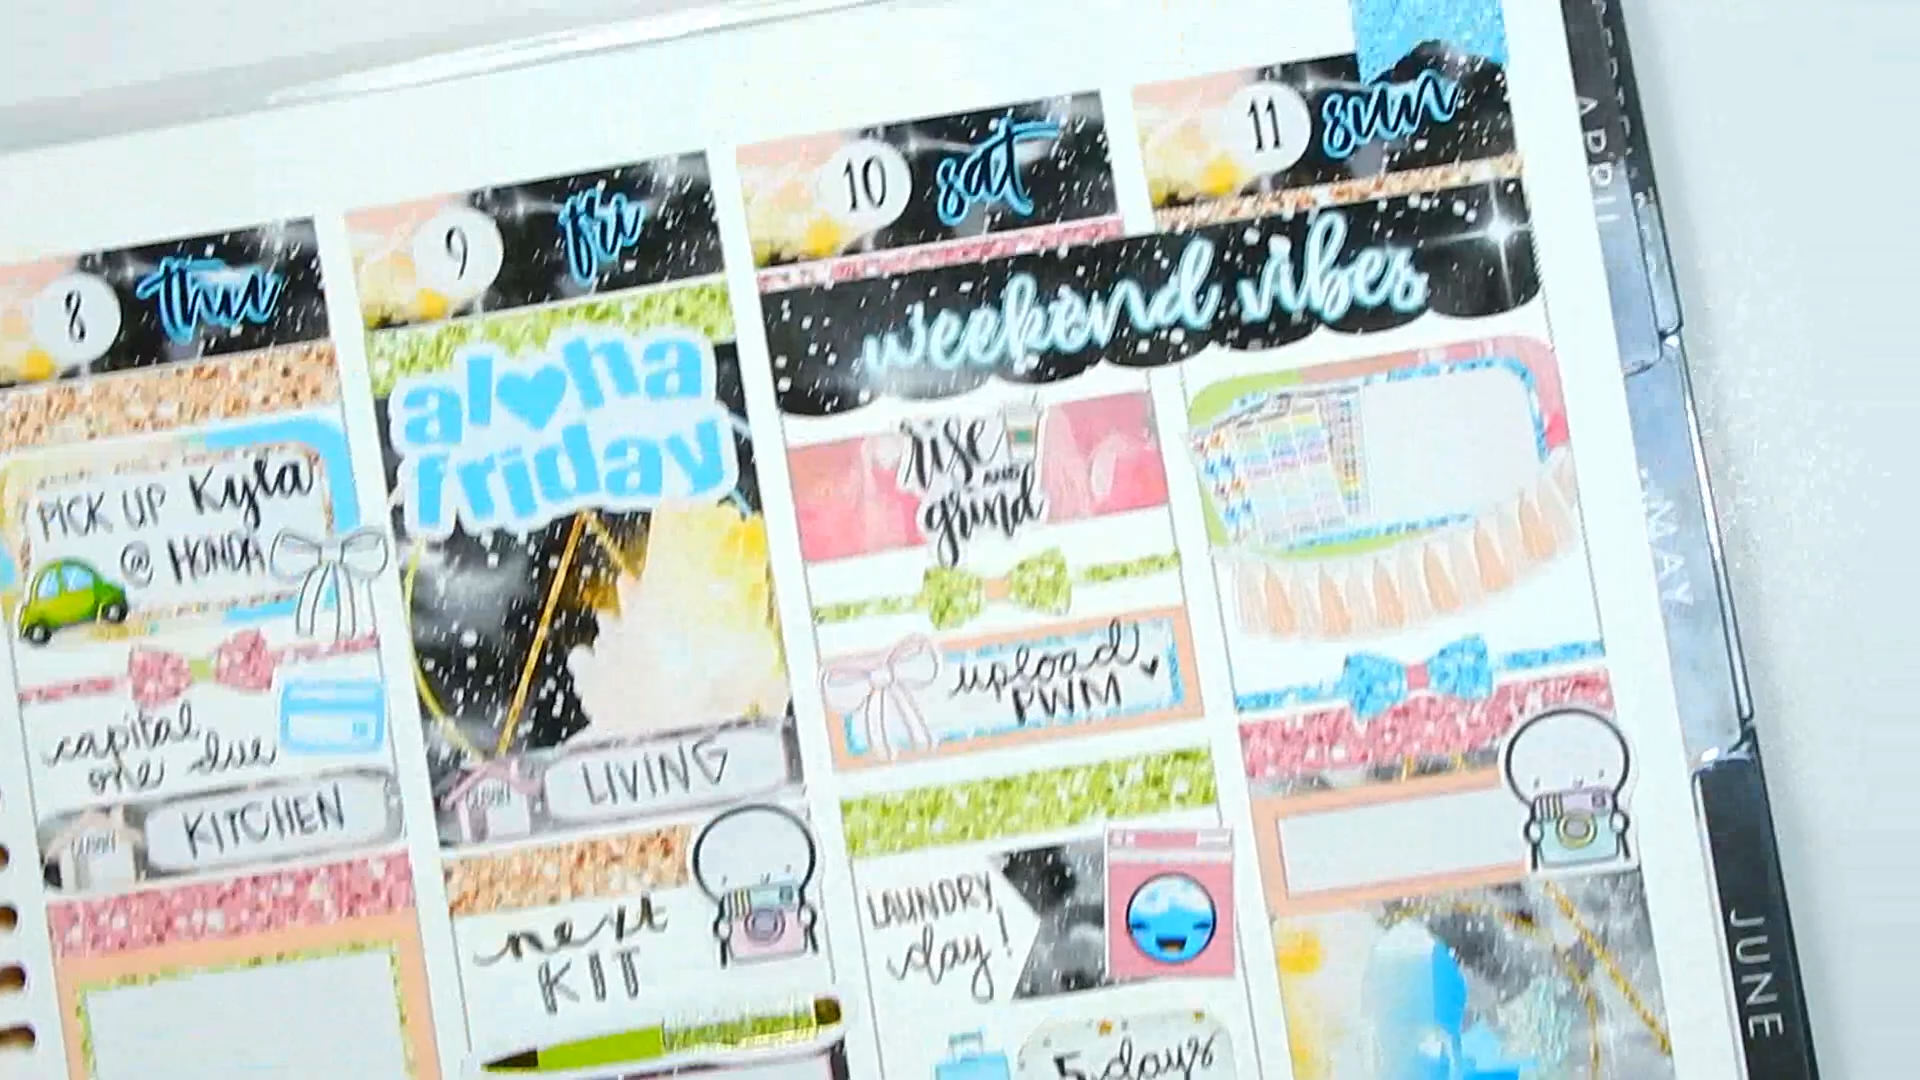 8
thu
PICK UP Kyla
@ HONDA
capital
one due
KITCHEN
9
fri
aloha
friday
LIVING
next
KIT
10
sat
11
sun
weekend vibes
rise
AND
grind
upload
PWM
LAUNDRY
day!
5 days
APRIL
MAY
JUNE